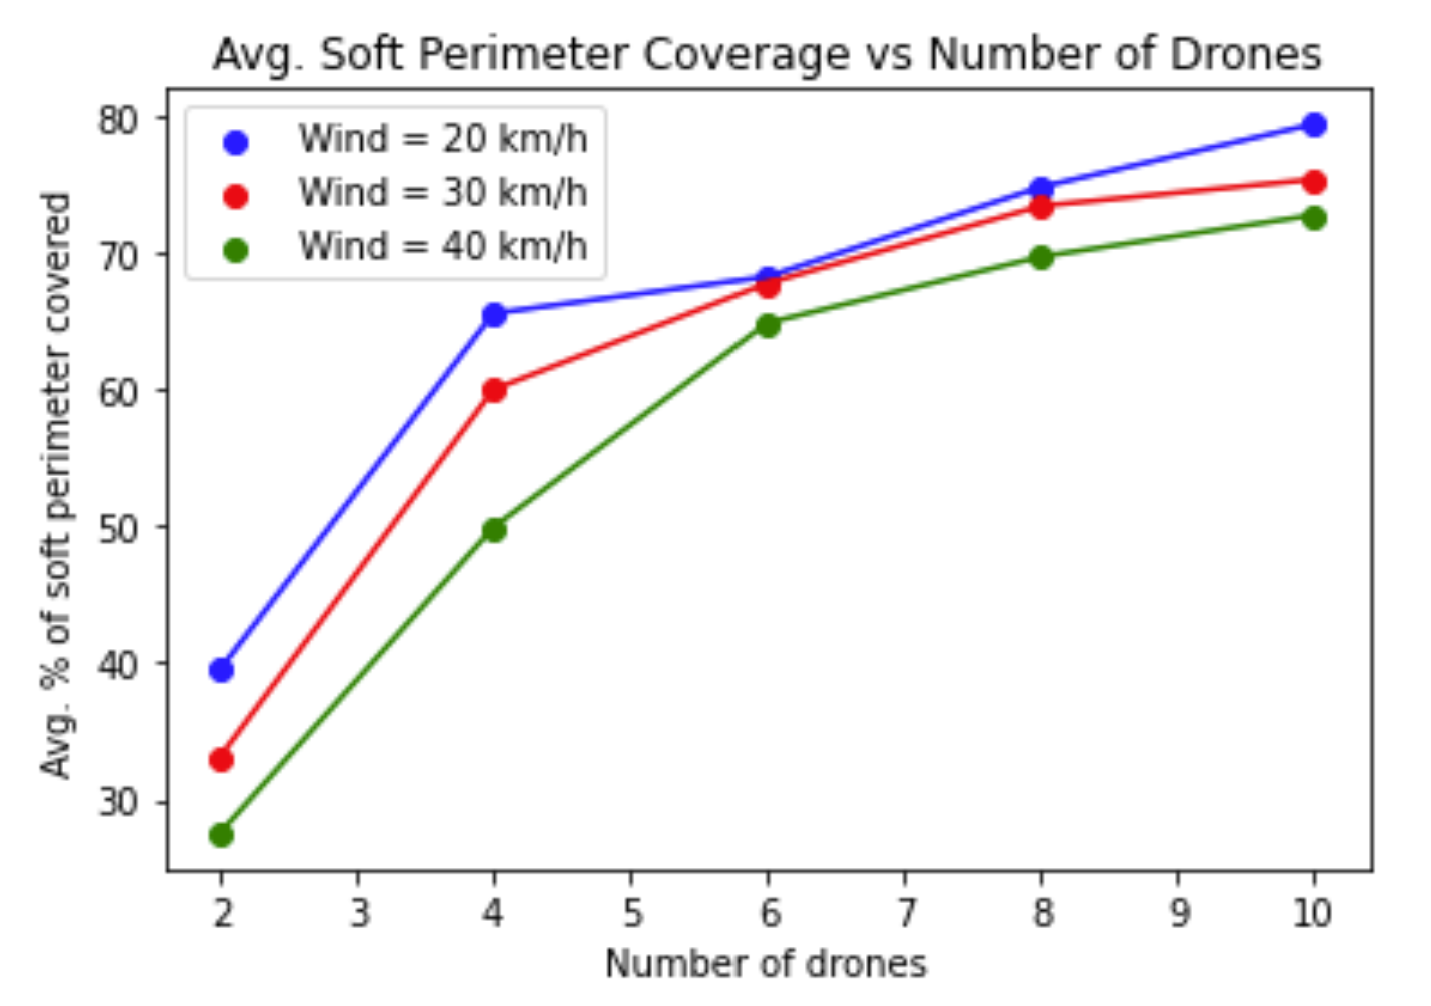 Avg. Soft Perimeter Coverage vs Number of Drones
Wind = 20 km/h
Wind = 30 km/h
Wind = 40 km/h
Avg. % of soft perimeter covered
80
70
60
50
40
30
2 3 4 5 6 7 8 9 10
Number of drones